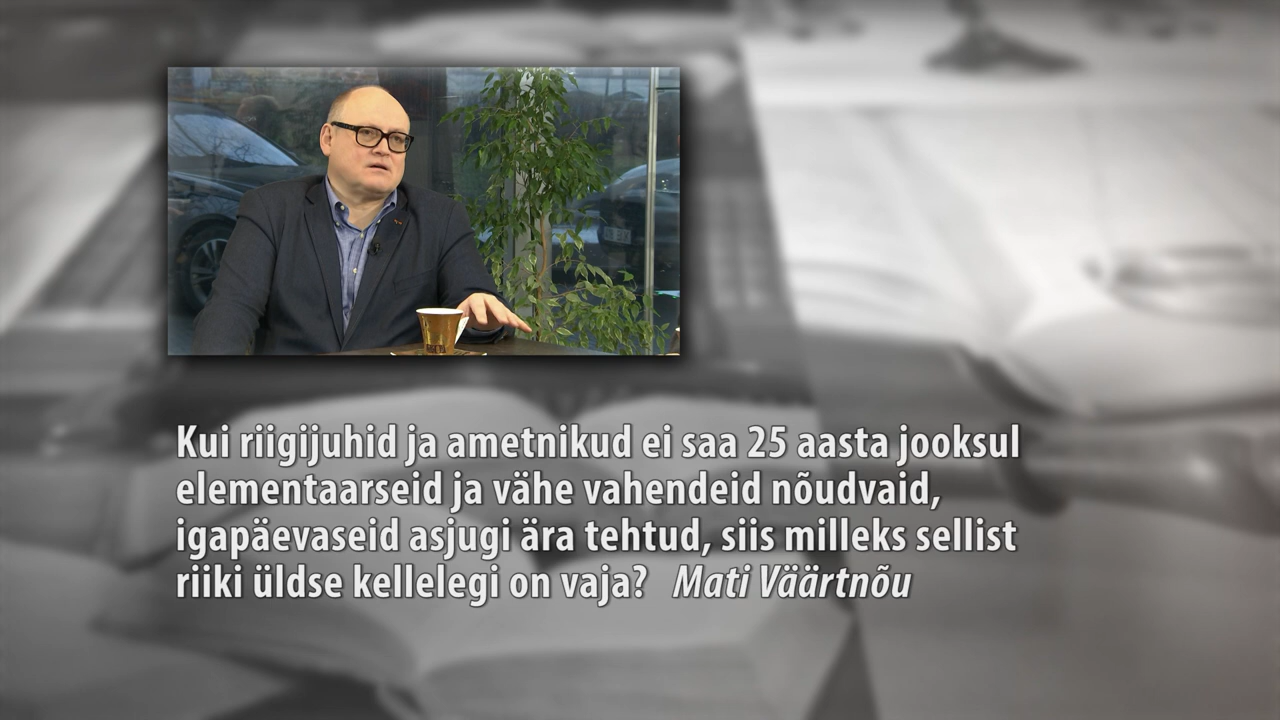 Kui riigijuhid ja ametnikud ei saa 25 aasta jooksul
elementaarseid ja vähe vahendeid nõudvaid,
igapäevaseid asjugi ära tehtud, siis milleks sellist
riiki üldse kellelegi on vaja? Mati Väärtnõu